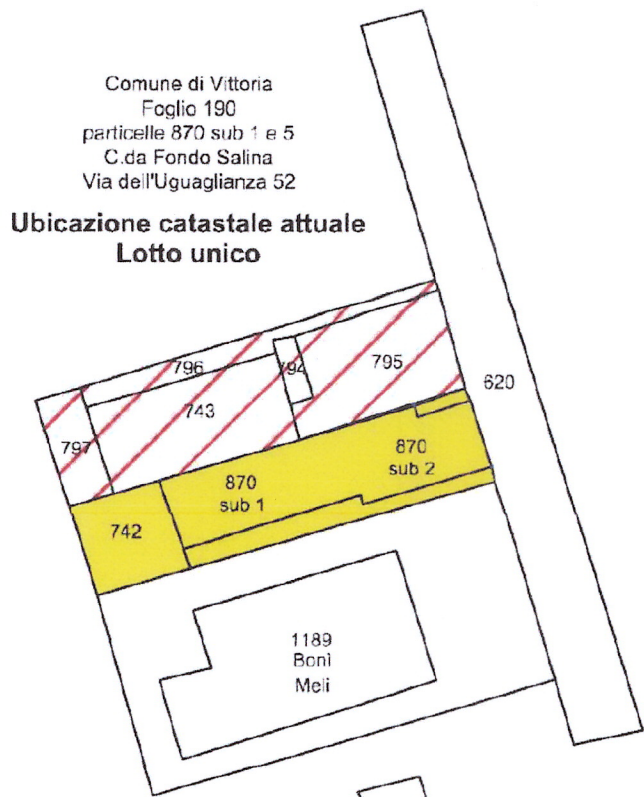 Comune di Vittoria
Foglio 190
particelle 870 sub 1 e 5
C.da Fondo Salina
Via dell'Uguaglianza 52
Ubicazione catastale attuale
Lotto unico
796
794
795
620
743
797
870
sub 2
870
sub 1
742
1189
Boni
Meli